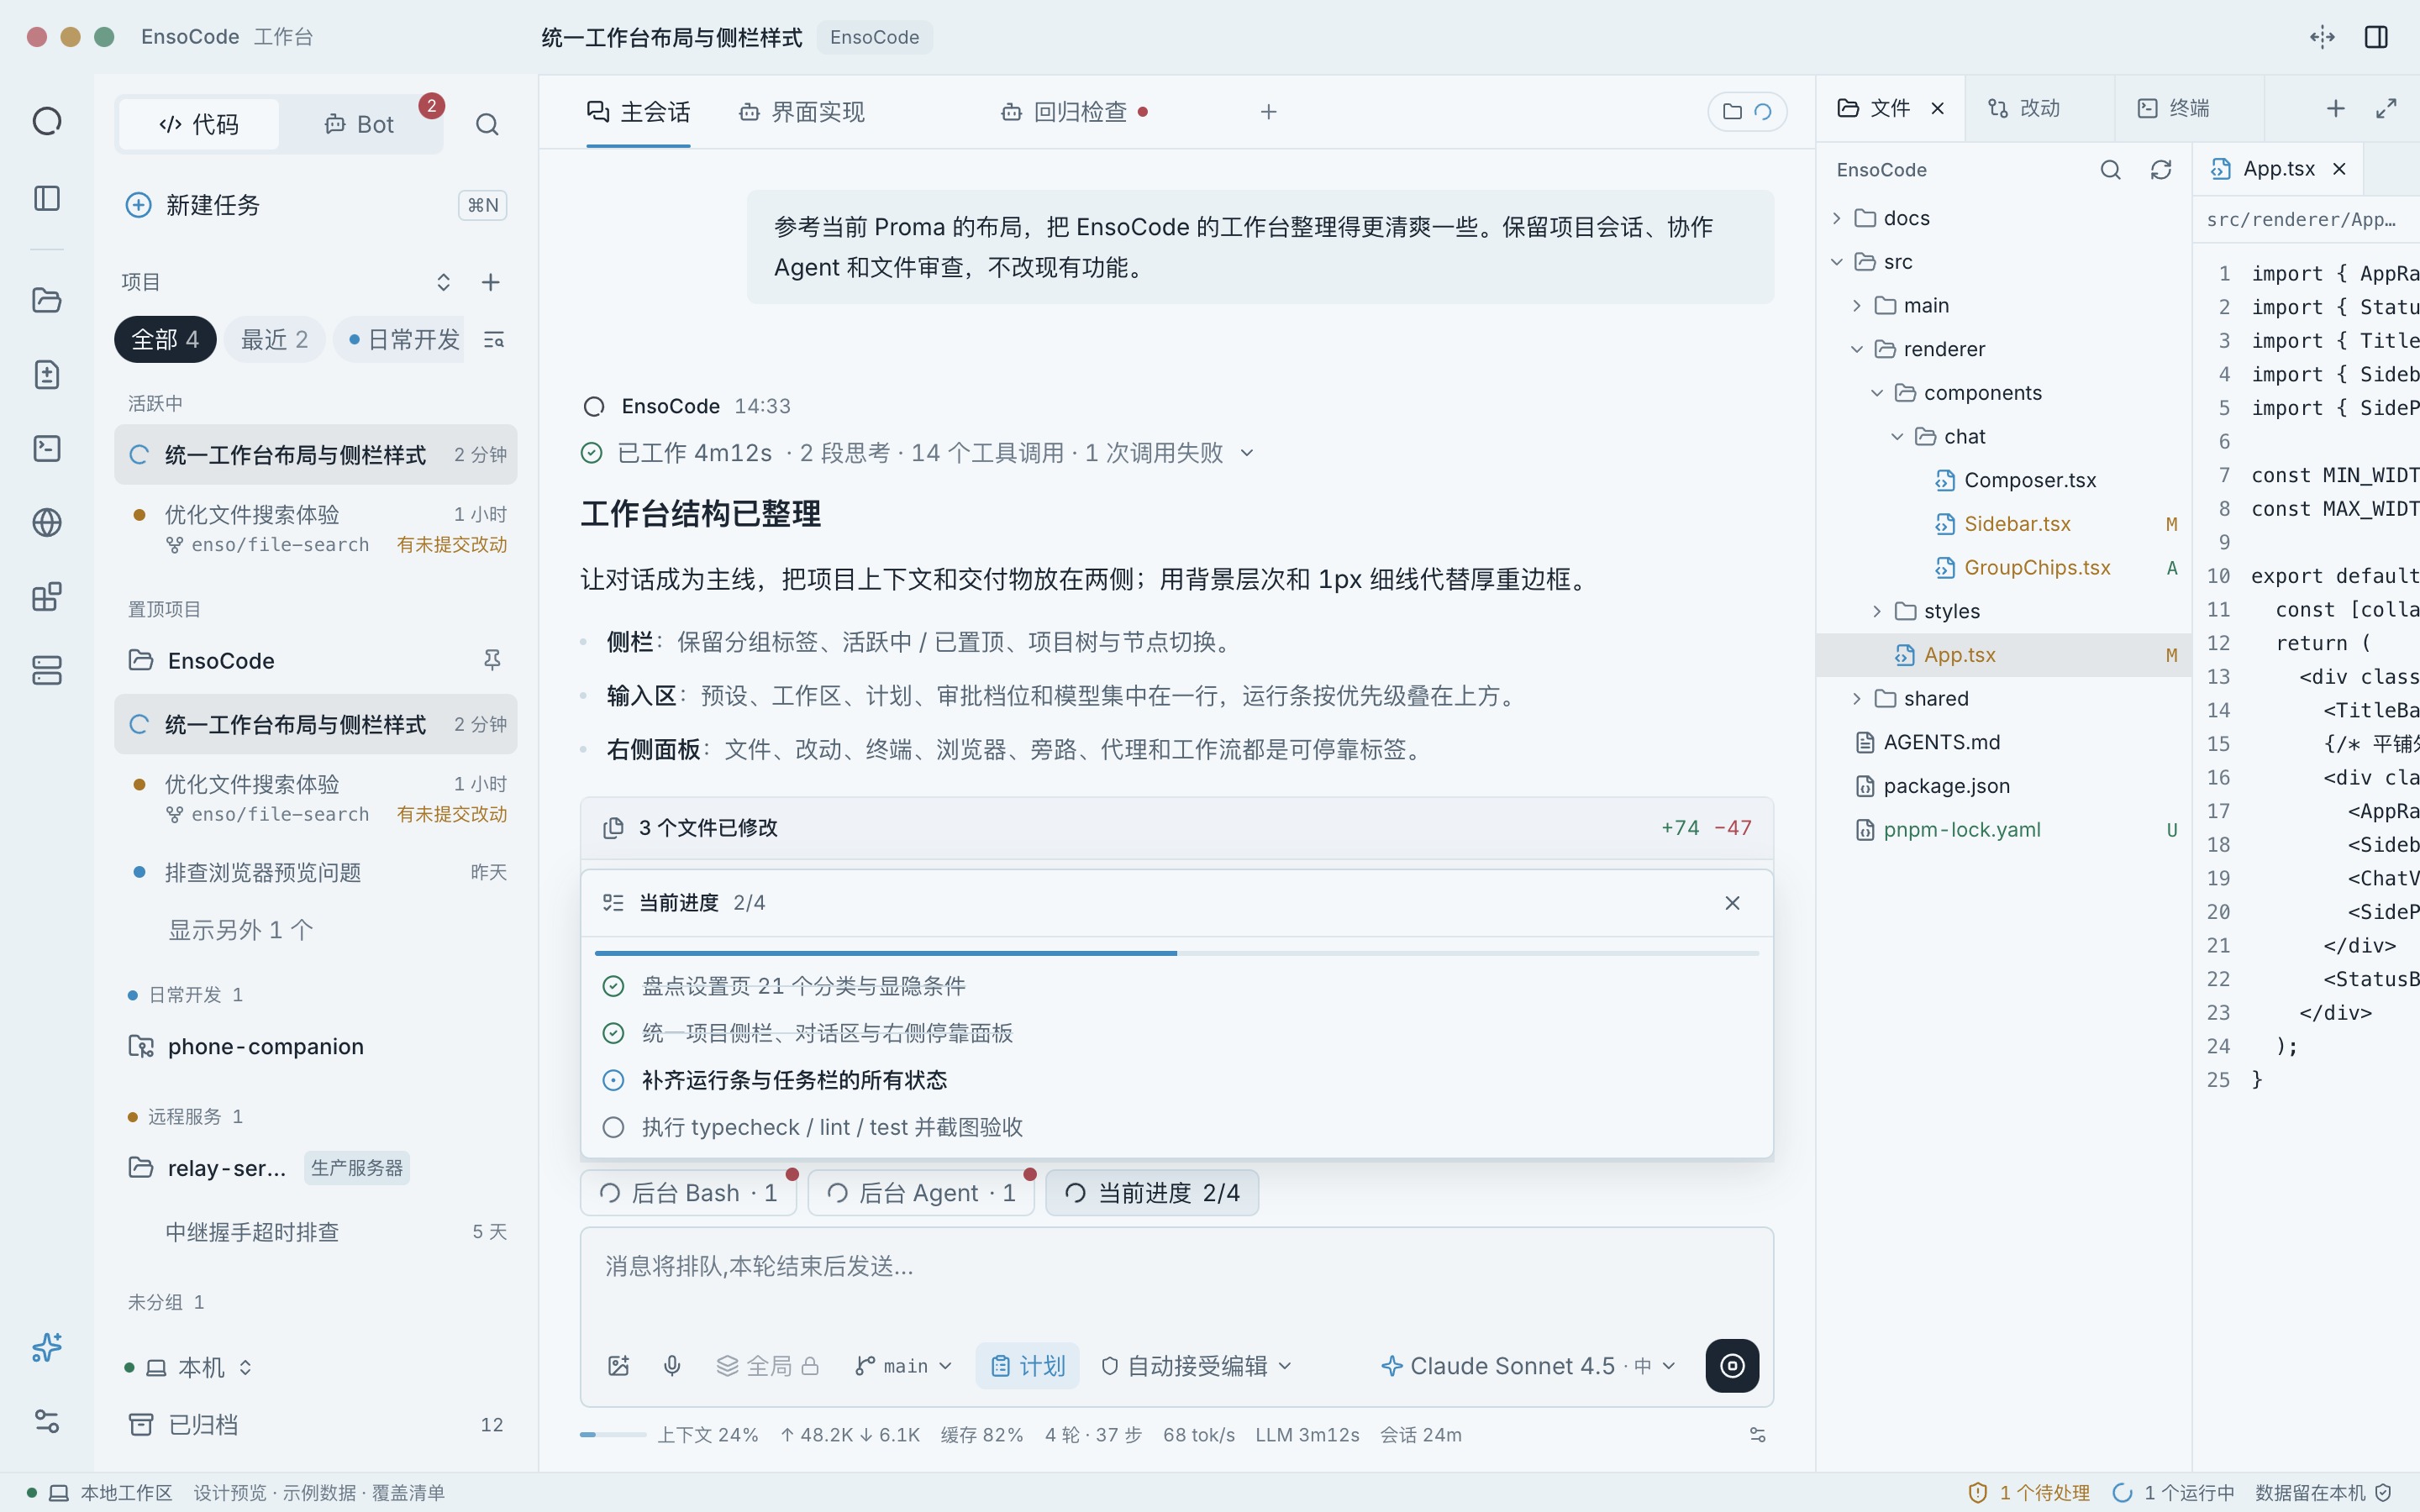 EnsoCode 工作台
统一工作台布局与侧栏样式 EnsoCode
代码
Bot
2
新建任务 ⌘N
项目
全部 4
最近 2
日常开发
活跃中
统一工作台布局与侧栏样式 2 分钟
优化文件搜索体验 1 小时
enso/file-search 有未提交改动
置顶项目
EnsoCode
统一工作台布局与侧栏样式 2 分钟
优化文件搜索体验 1 小时
enso/file-search 有未提交改动
排查浏览器预览问题 昨天
显示另外 1 个
日常开发 1
phone-companion
远程服务 1
relay-ser... 生产服务器
中继握手超时排查 5 天
未分组 1
本机
已归档 12
主会话
界面实现
回归检查
参考当前 Proma 的布局，把 EnsoCode 的工作台整理得更清爽一些。保留项目会话、协作
Agent 和文件审查，不改现有功能。
EnsoCode 14:33
已工作 4m12s · 2 段思考 · 14 个工具调用 · 1 次调用失败
工作台结构已整理
让对话成为主线，把项目上下文和交付物放在两侧；用背景层次和 1px 细线代替厚重边框。
• 侧栏：保留分组标签、活跃中 / 已置顶、项目树与节点切换。
• 输入区：预设、工作区、计划、审批档位和模型集中在一行，运行条按优先级叠在上方。
• 右侧面板：文件、改动、终端、浏览器、旁路、代理和工作流都是可停靠标签。
3 个文件已修改 +74 −47
当前进度 2/4
盘点设置页 21 个分类与显隐条件
统一项目侧栏、对话区与右侧停靠面板
补齐运行条与任务栏的所有状态
执行 typecheck / lint / test 并截图验收
后台 Bash · 1
后台 Agent · 1
当前进度 2/4
消息将排队,本轮结束后发送...
全局
main
计划
自动接受编辑
Claude Sonnet 4.5 · 中
上下文 24% ↑ 48.2K ↓ 6.1K 缓存 82% 4 轮 · 37 步 68 tok/s LLM 3m12s 会话 24m
文件
改动
终端
EnsoCode
docs
src
main
renderer
components
chat
Composer.tsx
Sidebar.tsx M
GroupChips.tsx A
styles
App.tsx M
shared
AGENTS.md
package.json
pnpm-lock.yaml U
App.tsx
src/renderer/App…
1 import { AppRa
2 import { Statu
3 import { Title
4 import { Sideb
5 import { SideP
6
7 const MIN_WIDT
8 const MAX_WIDT
9
10 export default
11 const [colla
12 return (
13 <div class
14 <TitleBa
15 {/* 平铺
16 <div cla
17 <AppRa
18 <Sideb
19 <ChatV
20 <SideP
21 </div>
22 <StatusB
23 </div>
24 );
25 }
本地工作区 设计预览 · 示例数据 · 覆盖清单
1 个待处理
1 个运行中
数据留在本机